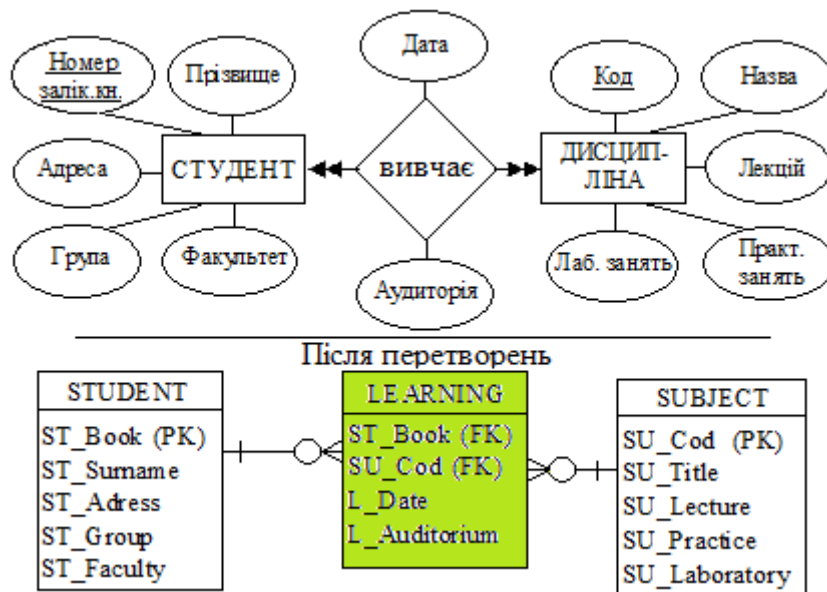 Дата
Номер
залік.кн.
Прізвище
Код
Назва
Адреса
СТУДЕНТ
вивчає
ДИСЦИП-
ЛІНА
Лекцій
Група
Факультет
Аудиторія
Лаб. занять
Практ.
занять
Після перетворень
STUDENT
ST_Book (PK)
ST_Surname
ST_Adress
ST_Group
ST_Faculty
LEARNING
ST_Book (FK)
SU_Cod (FK)
L_Date
L_Auditorium
SUBJECT
SU_Cod (PK)
SU_Title
SU_Lecture
SU_Practice
SU_Laboratory